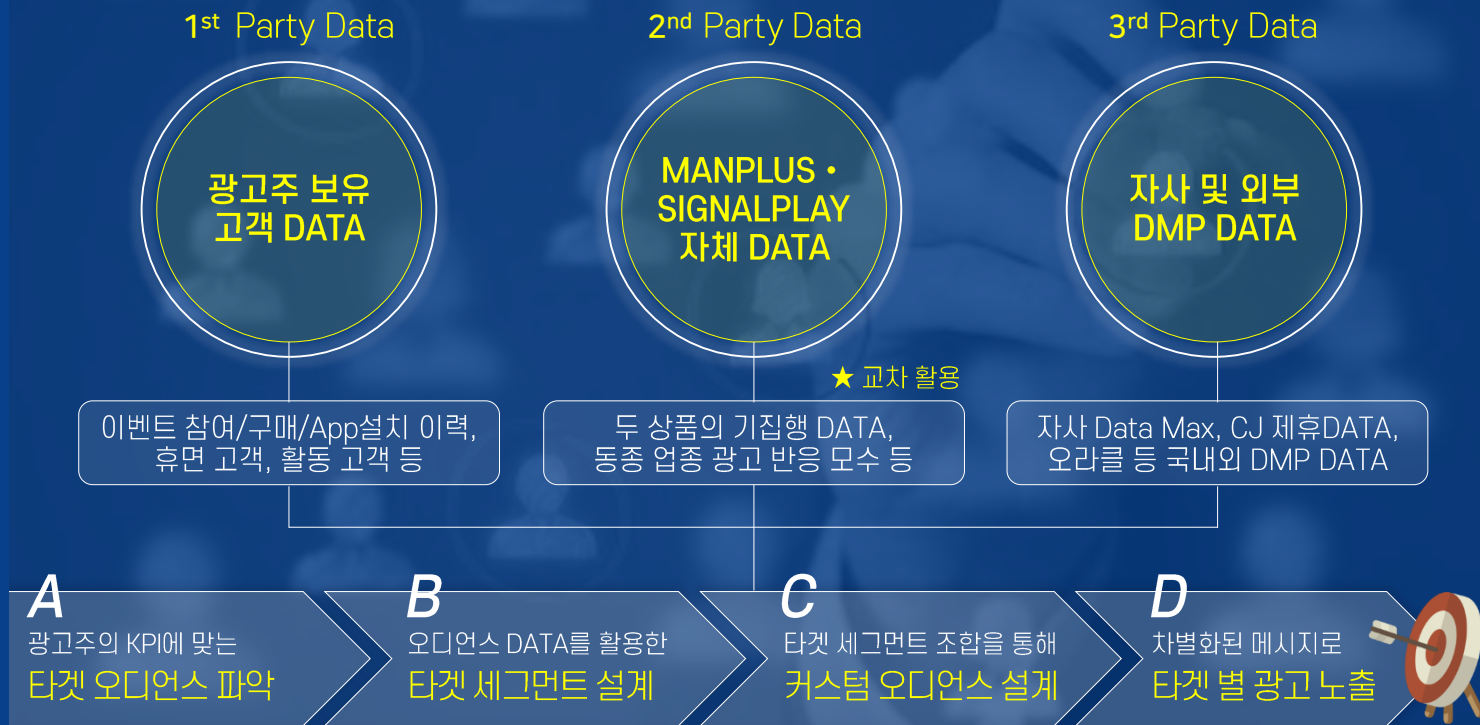 1st Party Data
2nd Party Data
3rd Party Data
광고주 보유
고객 DATA
MANPLUS •
SIGNALPLAY
자체 DATA
자사 및 외부
DMP DATA
★ 교차 활용
이벤트 참여/구매/App설치 이력,
휴면 고객, 활동 고객 등
두 상품의 기집행 DATA,
동종 업종 광고 반응 모수 등
자사 Data Max, CJ 제휴DATA,
오라클 등 국내외 DMP DATA
A
광고주의 KPI에 맞는
타겟 오디언스 파악
B
오디언스 DATA를 활용한
타겟 세그먼트 설계
C
타겟 세그먼트 조합을 통해
커스텀 오디언스 설계
D
차별화된 메시지로
타겟 별 광고 노출